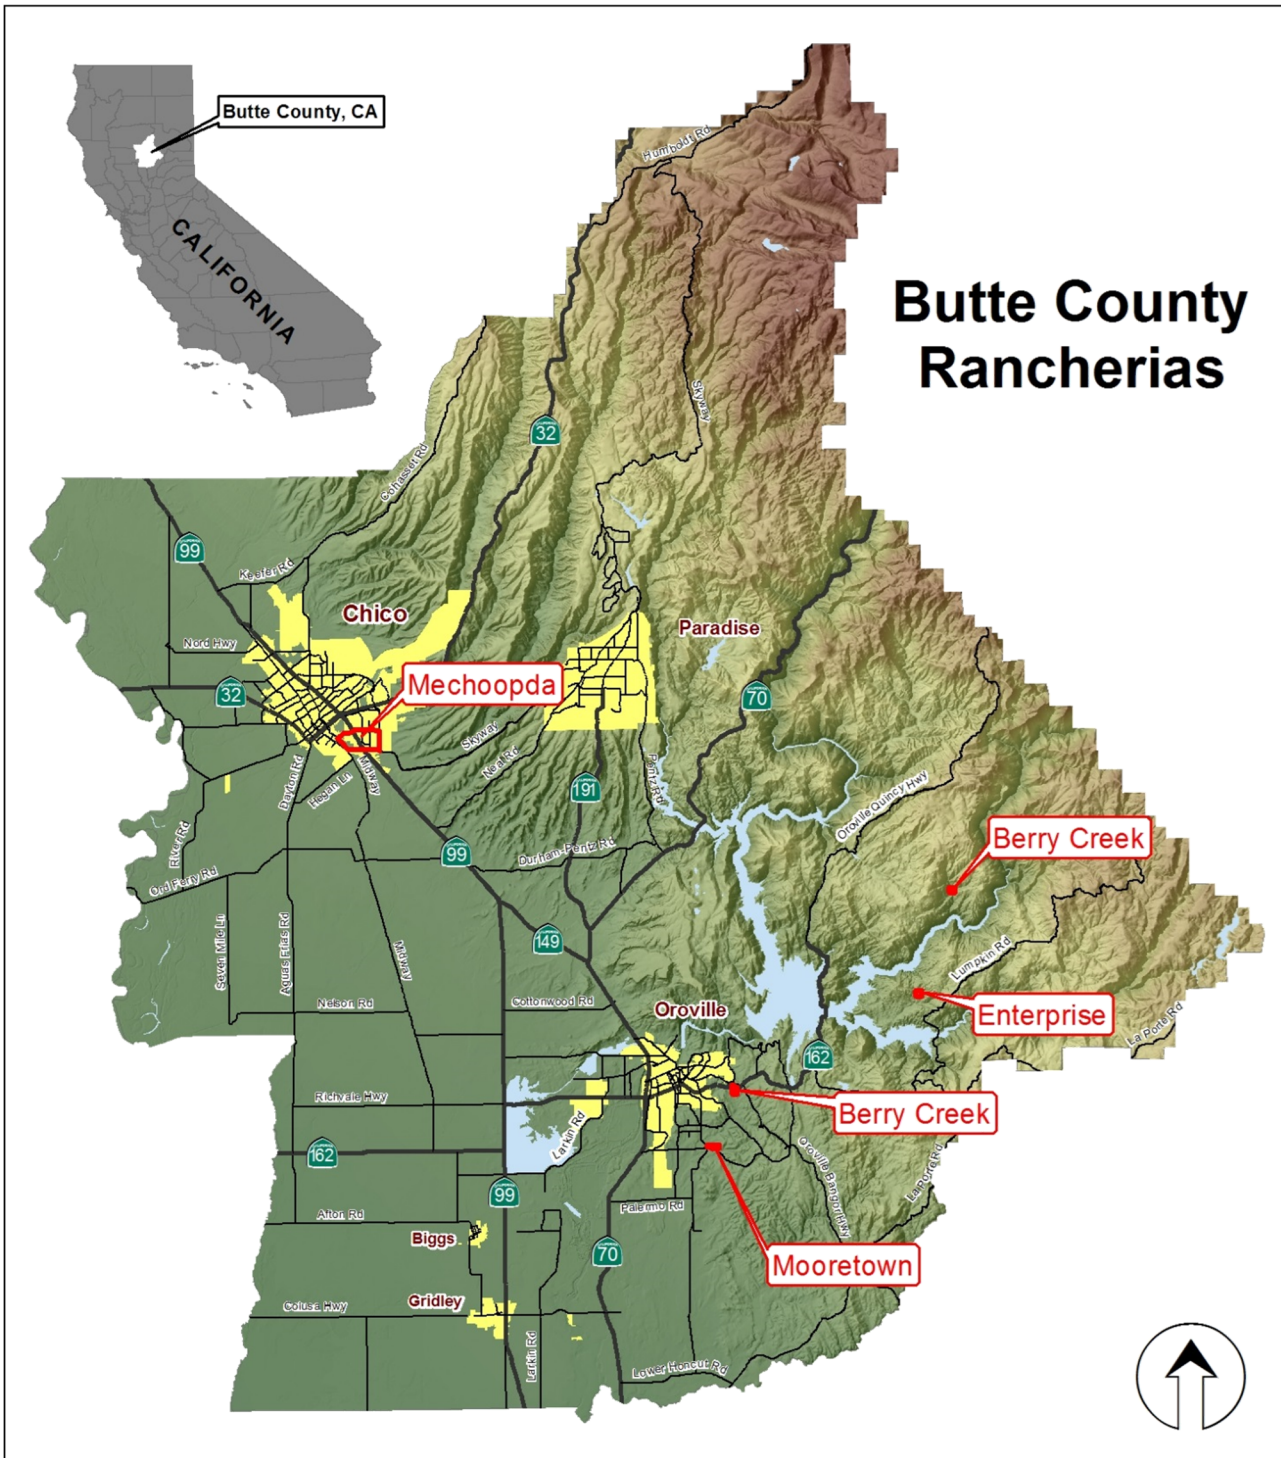 Butte County, CA
CALIFORNIA
Butte County
Rancherias
Humboldt Rd
Skyway
32
Cohasset Rd
99
Keefer Rd
Chico
Paradise
Nord Hwy
Mechoopda
32
70
Skyway
Neal Rd
Pentz Rd
Midway
Dayton Rd
Hegan Ln
191
Oroville Quincy Hwy
River Rd
99
Durham-Pentz Rd
Berry Creek
Ord Ferry Rd
149
Seven Mile Ln
Aguas Frias Rd
Midway
Lumpkin Rd
Nelson Rd
Cottonwood Rd
Oroville
Enterprise
La Porte Rd
162
Richvale Hwy
Berry Creek
Larkin Rd
162
Oroville Bangor Hwy
La Porte Rd
99
Afton Rd
Palermo Rd
Biggs
70
Mooretown
Gridley
Colusa Hwy
Larkin Rd
Lower Honcut Rd